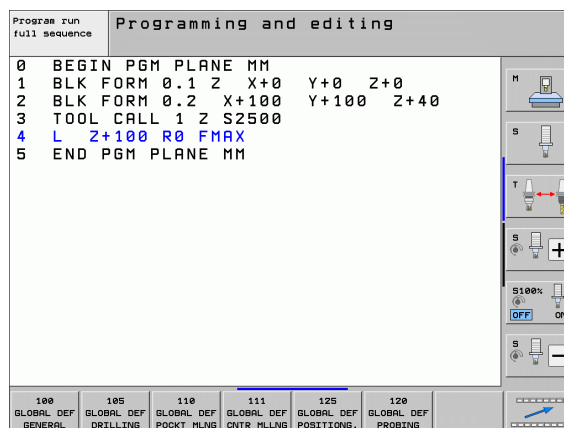 Program run
full sequence
Programming and editing
0 BEGIN PGM PLANE MM
1 BLK FORM 0.1 Z X+0 Y+0 Z+0
2 BLK FORM 0.2 X+100 Y+100 Z+40
3 TOOL CALL 1 Z S2500
4 L Z+100 R0 FMAX
5 END PGM PLANE MM
M
S
T
S
+
S100%
OFF ON
S
-
100
GLOBAL DEF
GENERAL
105
GLOBAL DEF
DRILLING
110
GLOBAL DEF
POCKT MLNG
111
GLOBAL DEF
CNTR MLLNG
125
GLOBAL DEF
POSITIONG.
120
GLOBAL DEF
PROBING